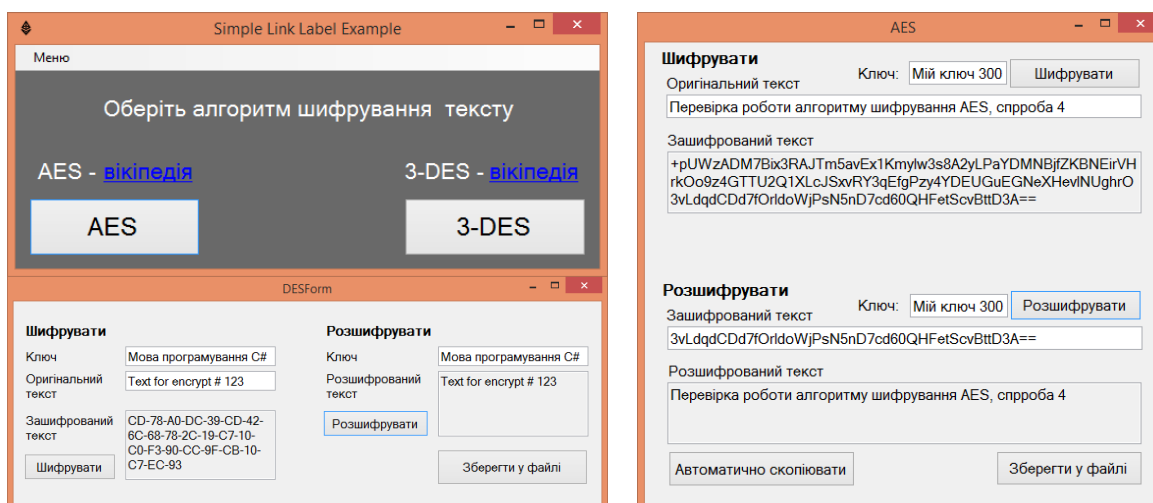 Simple Link Label Example
Меню
Оберіть алгоритм шифрування тексту
AES - вікіпедія
3-DES - вікіпедія
AES
3-DES
DESForm
Шифрувати
Ключ
Мова програмування C#
Оригінальний
текст
Text for encrypt # 123
Зашифрований
текст
CD-78-A0-DC-39-CD-42-
6C-68-78-2C-19-C7-10-
C0-F3-90-CC-9F-CB-10-
C7-EC-93
Шифрувати
Розшифрувати
Ключ
Мова програмування C#
Розшифрований
текст
Text for encrypt # 123
Розшифрувати
Зберегти у файлі
AES
Шифрувати
Ключ:
Мій ключ 300
Шифрувати
Оригінальний текст
Перевірка роботи алгоритму шифрування AES, спрроба 4
Зашифрований текст
+pUWzADM7Bix3RAJTm5avEx1Kmylw3s8A2yLPaYDMNBjfZKBNEirVH
rkOo9z4GTTU2Q1XLcJSxvRY3qEfgPzy4YDEUGuEGNeXHevlNUghrO
3vLdqdCDd7fOrldoWjPsN5nD7cd60QHFetScvBttD3A==
Розшифрувати
Ключ:
Мій ключ 300
Розшифрувати
Зашифрований текст
3vLdqdCDd7fOrldoWjPsN5nD7cd60QHFetScvBttD3A==
Розшифрований текст
Перевірка роботи алгоритму шифрування AES, спрроба 4
Автоматично скопіювати
Зберегти у файлі